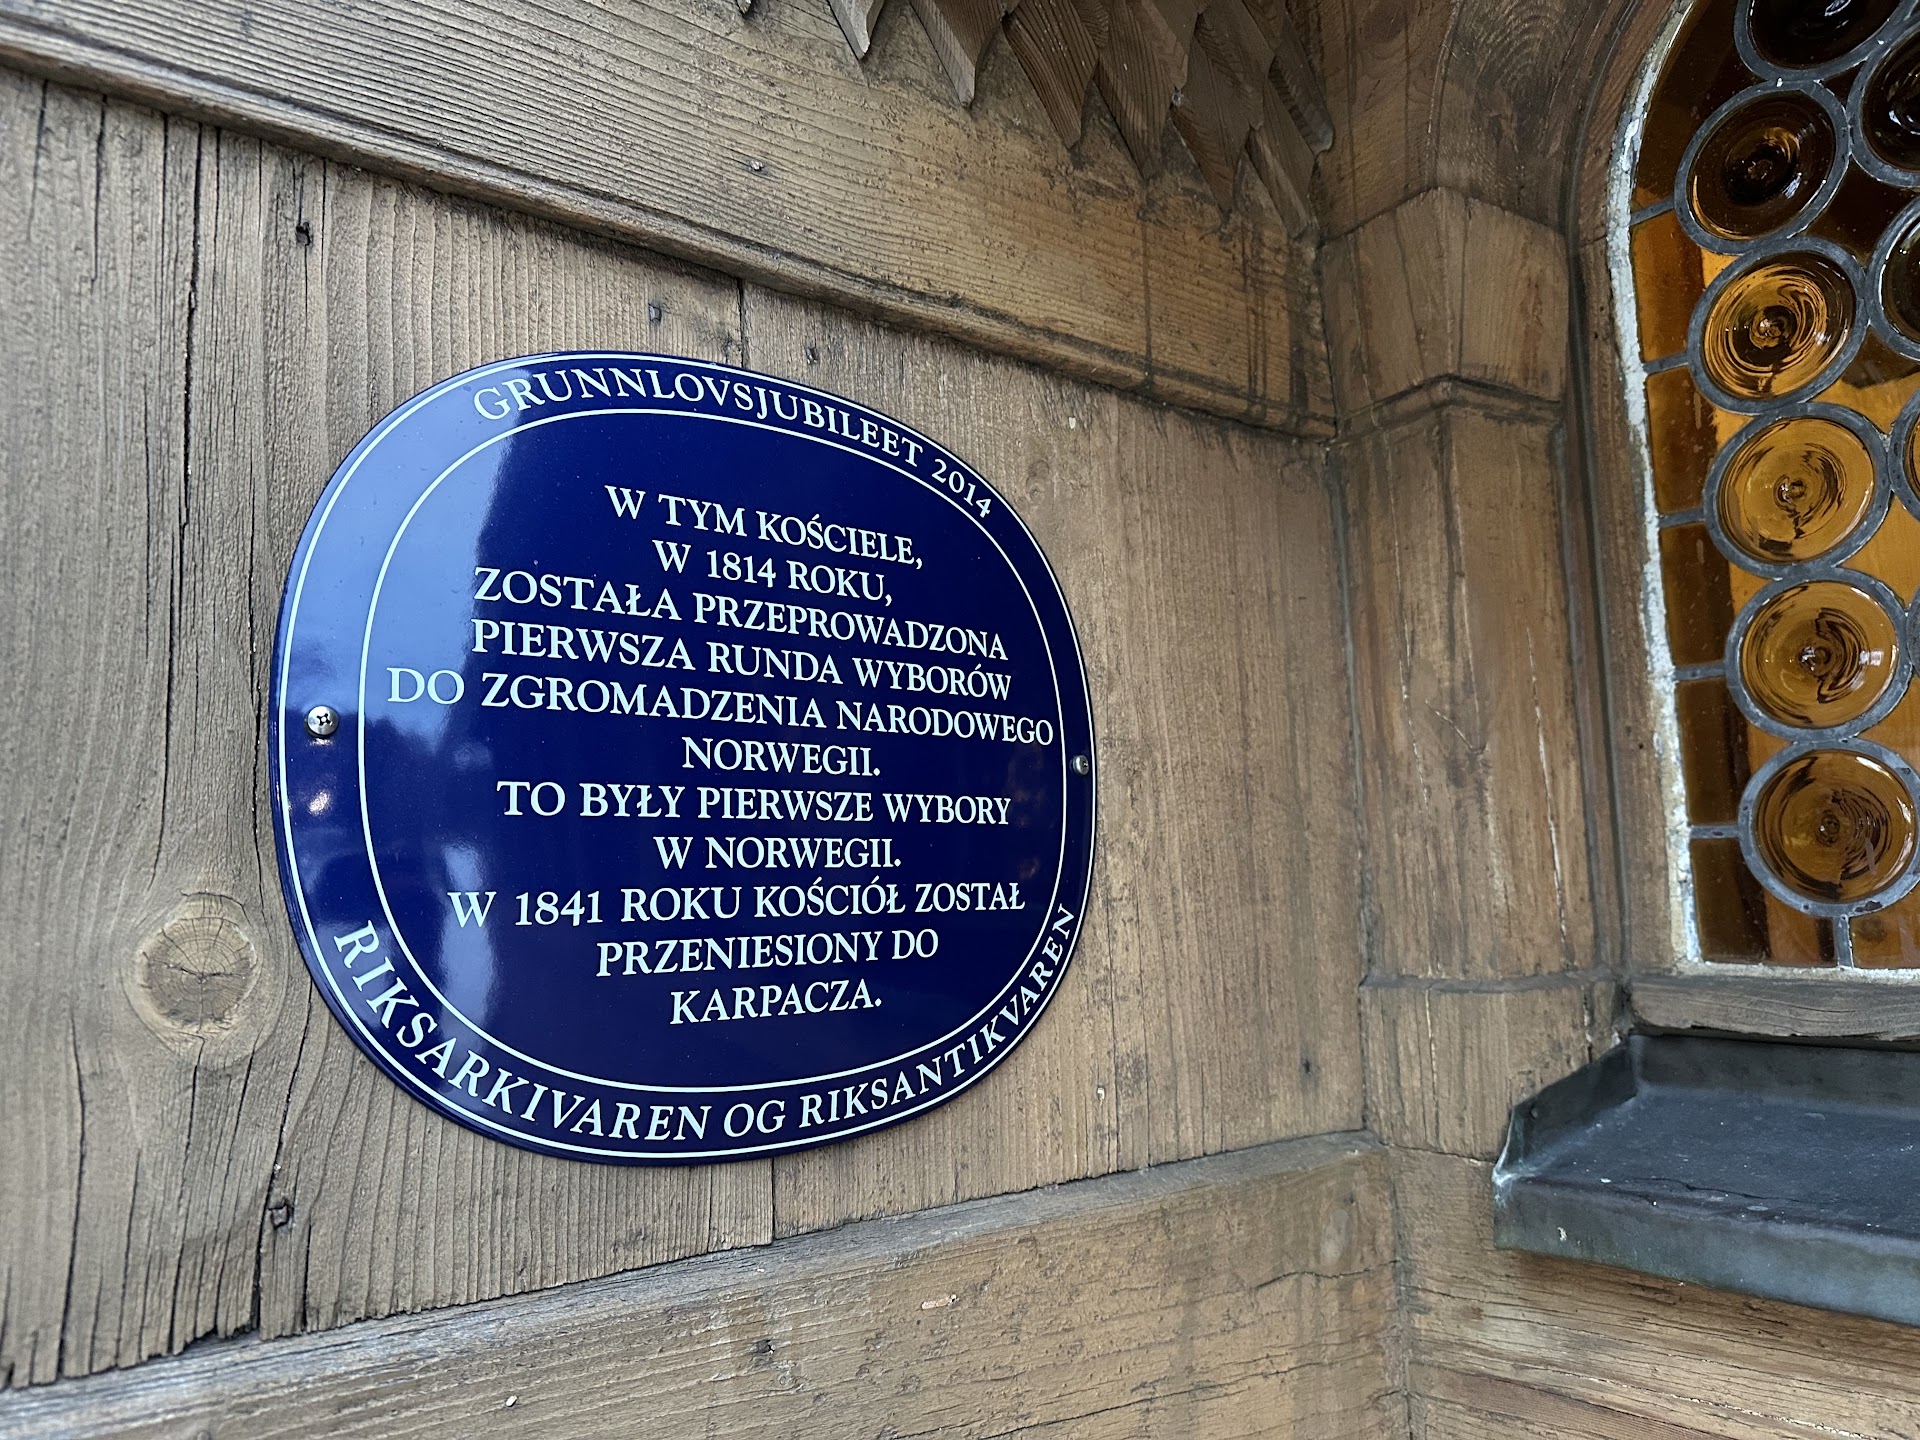 GRUNNLOVSJUBILEET 2014
W TYM KOŚCIELE,
W 1814 ROKU,
ZOSTAŁA PRZEPROWADZONA
PIERWSZA RUNDA WYBORÓW
DO ZGROMADZENIA NARODOWEGO
NORWEGII.
TO BYŁY PIERWSZE WYBORY
W NORWEGII.
W 1841 ROKU KOŚCIÓŁ ZOSTAŁ
PRZENIESIONY DO
KARPACZA.
RIKSARKIVAREN OG RIKSANTIKVAREN